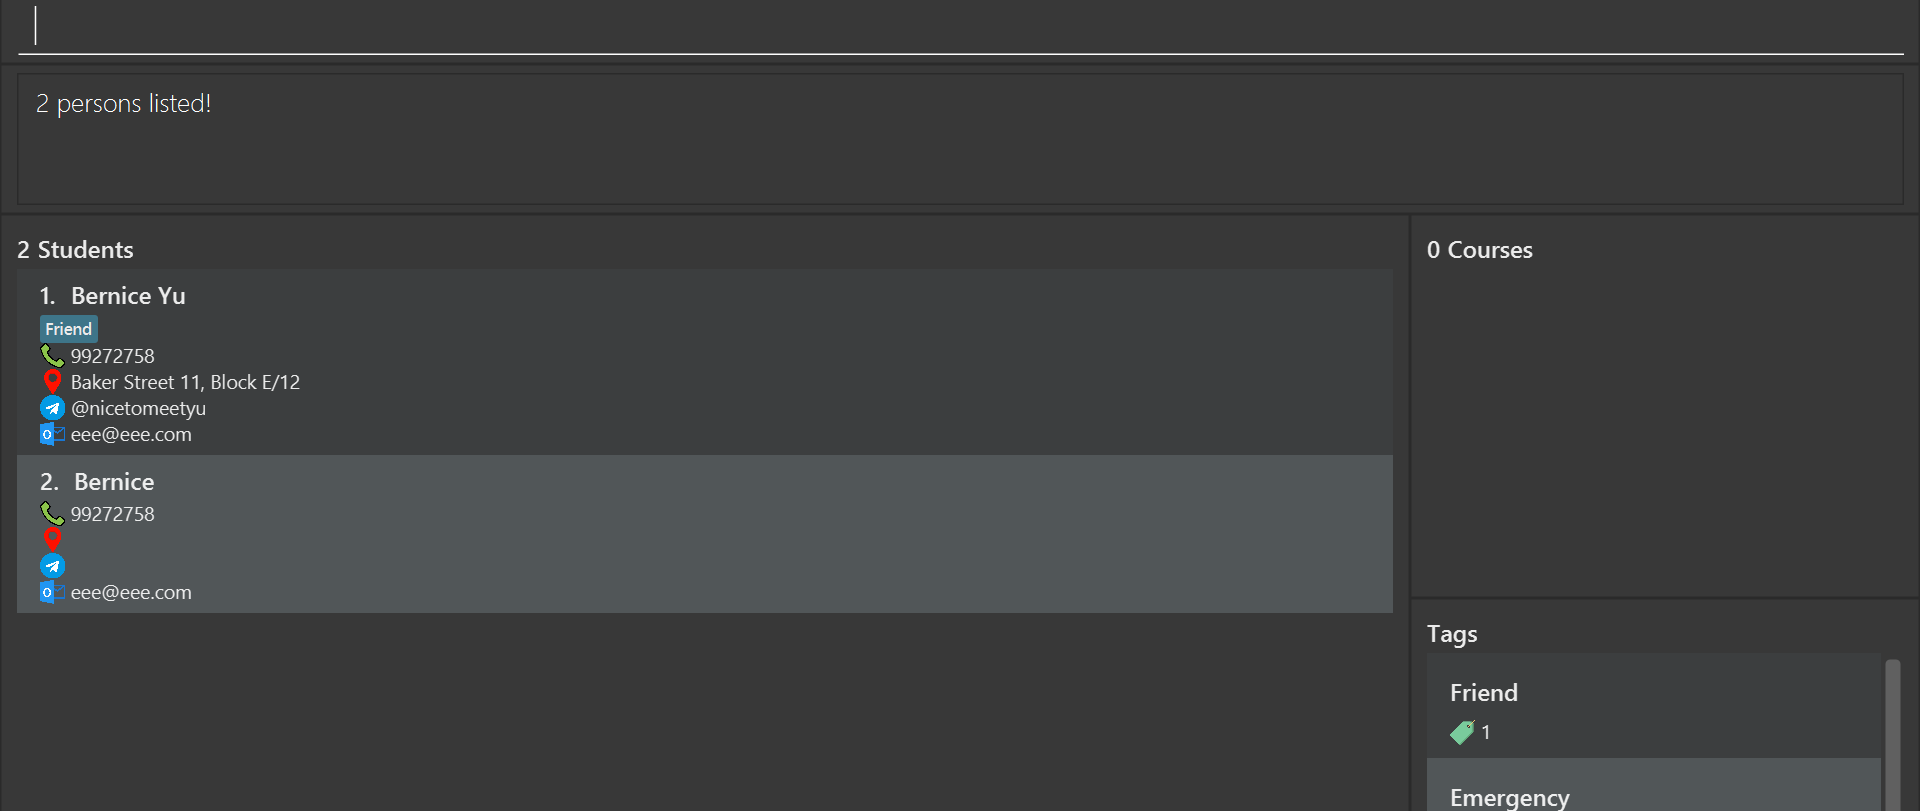 2 persons listed!
2 Students
1. Bernice Yu
Friend
99272758
Baker Street 11, Block E/12
@nicetomeetyu
eee@eee.com
2. Bernice
99272758
eee@eee.com
0 Courses
Tags
Friend
1
Emergency